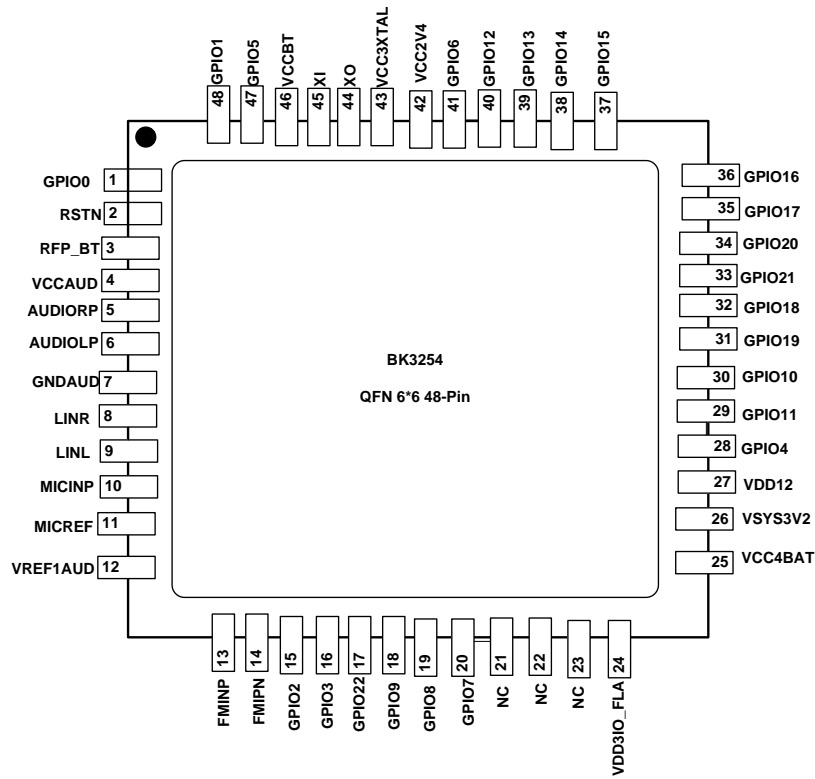 48 GPIO1
47 GPIO5
46 VCCBT
45 XI
44 XO
43 VCC3XTAL
42 VCC2V4
41 GPIO6
40 GPIO12
39 GPIO13
38 GPIO14
37 GPIO15
GPIO0 1
RSTN 2
RFP_BT 3
VCCAUD 4
AUDIORP 5
AUDIOLP 6
GNDAUD 7
LINR 8
LINL 9
MICINP 10
MICREF 11
VREF1AUD 12
BK3254
QFN 6*6 48-Pin
36 GPIO16
35 GPIO17
34 GPIO20
33 GPIO21
32 GPIO18
31 GPIO19
30 GPIO10
29 GPIO11
28 GPIO4
27 VDD12
26 VSYS3V2
25 VCC4BAT
FMINP 13
FMIPN 14
GPIO2 15
GPIO3 16
GPIO22 17
GPIO9 18
GPIO8 19
GPIO7 20
NC 21
NC 22
NC 23
VDD3IO_FLA 24